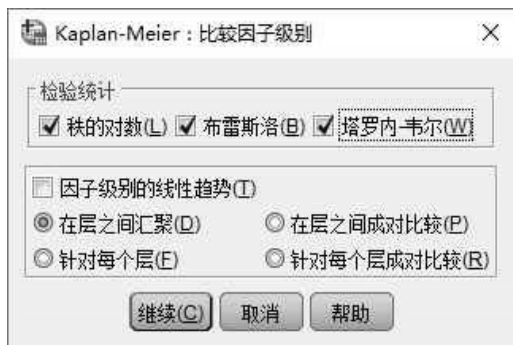 Kaplan-Meier：比较因子级别
检验统计
秩的对数(L) 布雷斯洛(B) 塔罗内-韦尔(W)
因子级别的线性趋势(T)
在层之间汇聚(D) 在层之间成对比较(P)
针对每个层(F) 针对每个层成对比较(R)
继续(C) 取消 帮助